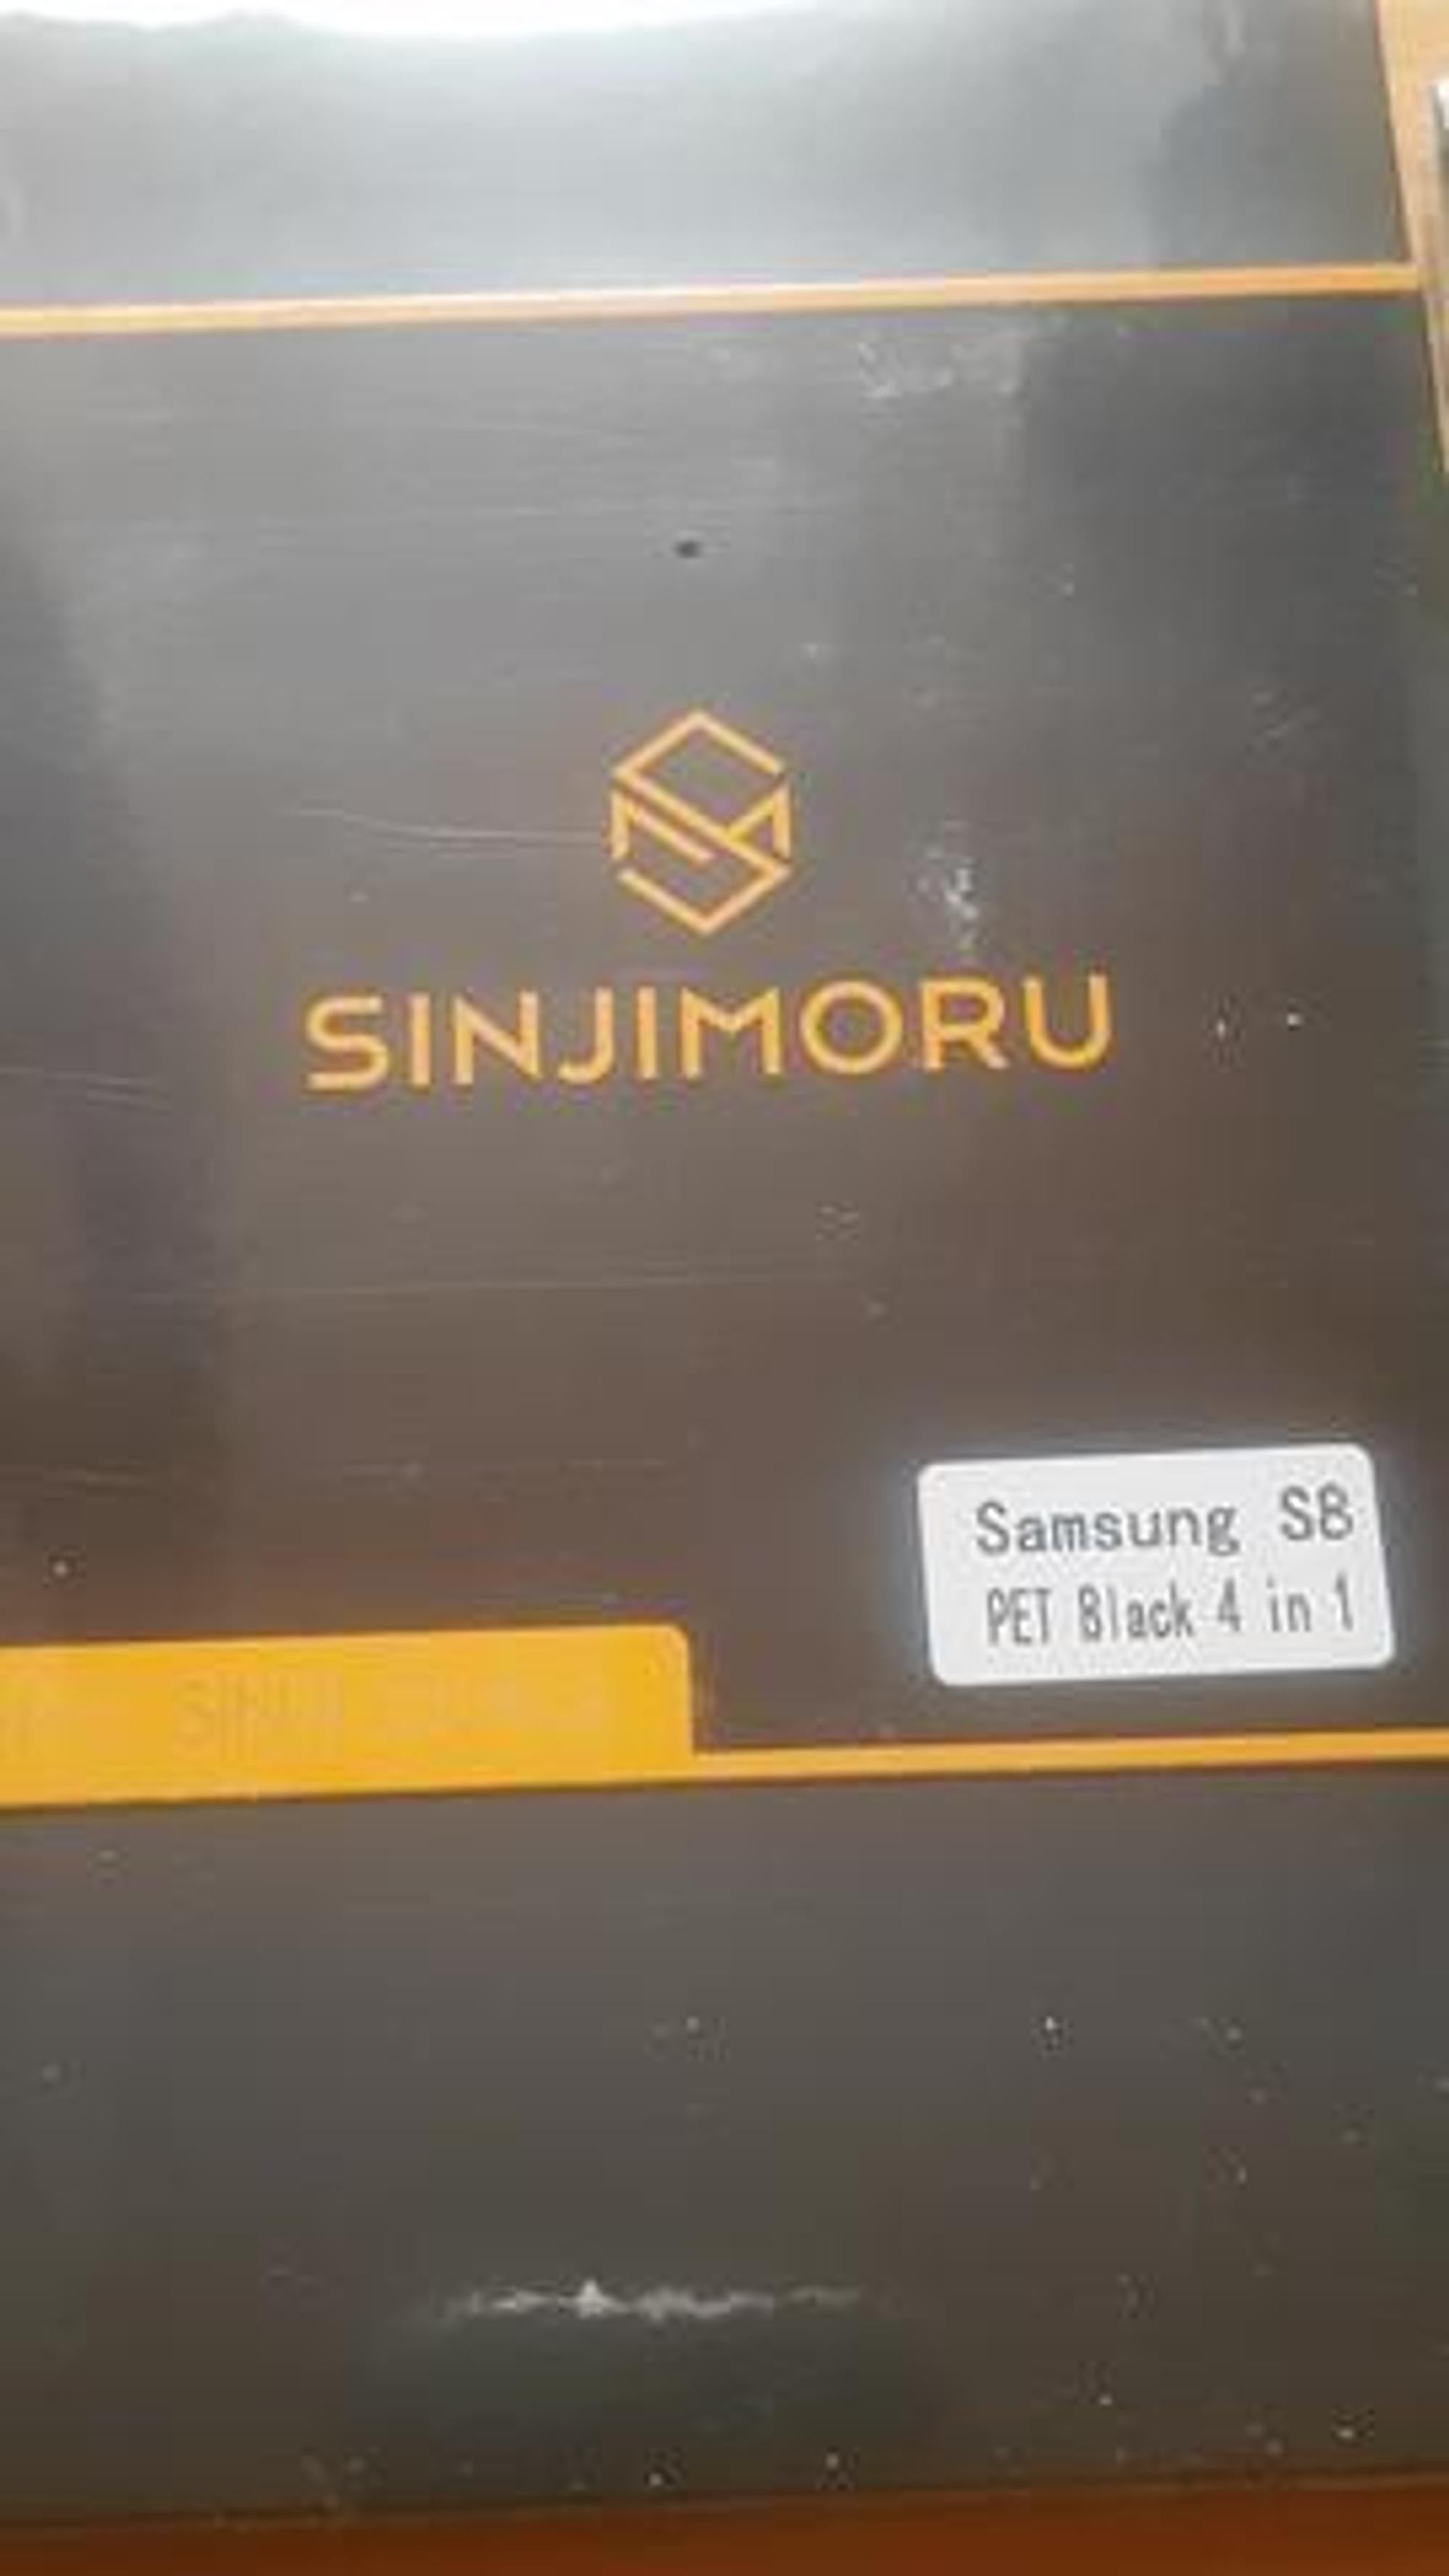 SINJIMORU
Samsung S8
PET Black 4 in 1